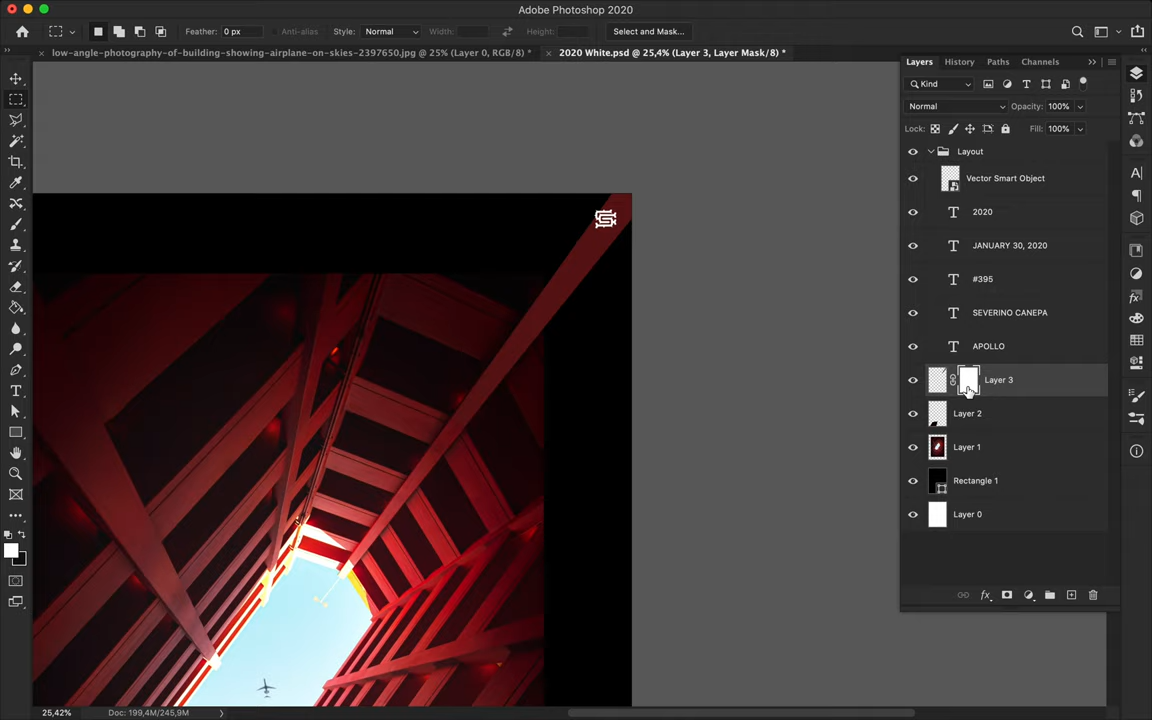 Adobe Photoshop 2020
Feather: 0 px Anti-alias Style: Normal Width: Height: Select and Mask...
low-angle-photography-of-building-showing-airplane-on-skies-2397650.jpg @ 25% (Layer 0, RGB/8) * 2020 White.psd @ 25,4% (Layer 3, Layer Mask/8) *
Layers History Paths Channels
Kind
Normal Opacity: 100%
Lock: Fill: 100%
Layout
Vector Smart Object
2020
JANUARY 30, 2020
#395
SEVERINO CANEPA
APOLLO
Layer 3
Layer 2
Layer 1
Rectangle 1
Layer 0
25,42% Doc: 199,4M/245,9M